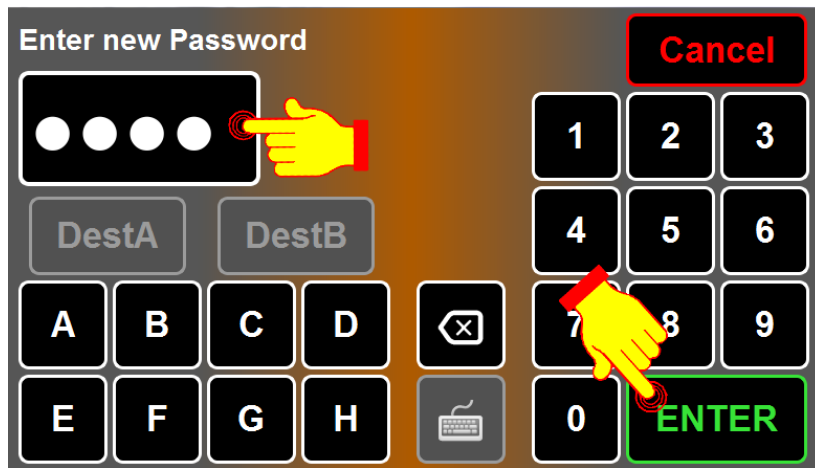 Enter new Password
Cancel
1 2 3
DestA DestB
4 5 6
A B C D
7 8 9
E F G H
0 ENTER